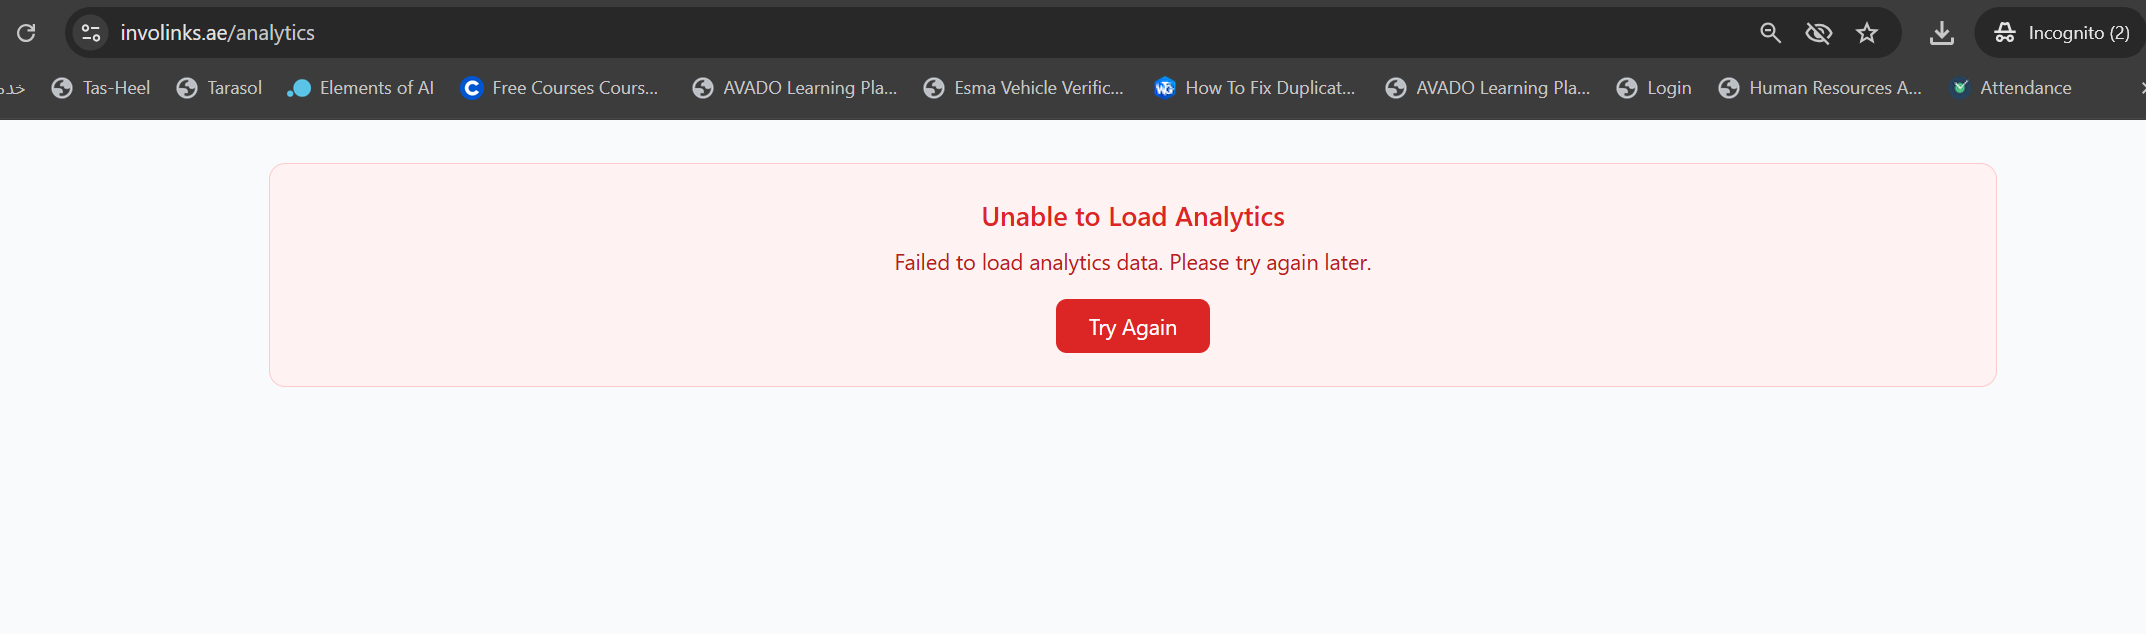 involinks.ae/analytics
Incognito (2)
Tas-Heel
Tarasol
Elements of AI
Free Courses Cours...
AVADO Learning Pla...
Esma Vehicle Verific...
How To Fix Duplicat...
AVADO Learning Pla...
Login
Human Resources A...
Attendance
Unable to Load Analytics
Failed to load analytics data. Please try again later.
Try Again